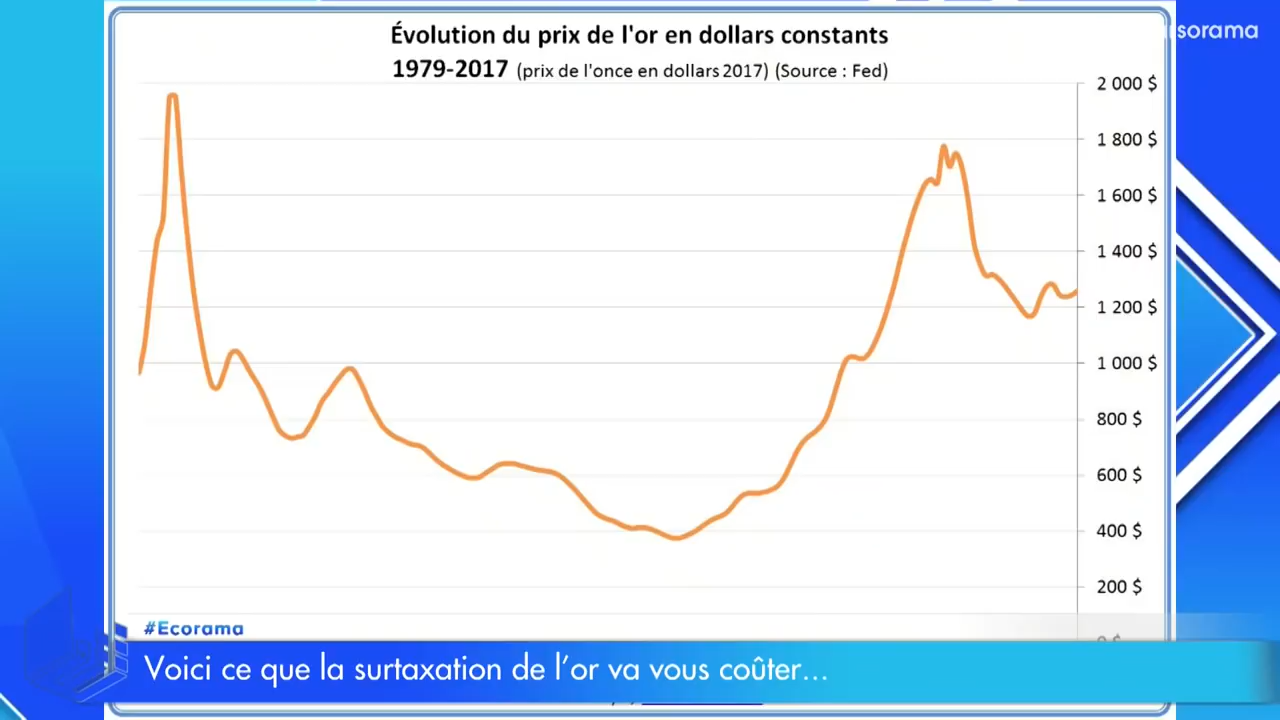 Évolution du prix de l'or en dollars constants
sorama
1979-2017 (prix de l'once en dollars 2017) (Source : Fed)
2 000 $
1 800 $
1 600 $
1 400 $
1 200 $
1 000 $
800 $
600 $
400 $
200 $
#Ecorama
Voici ce que la surtaxation de l’or va vous coûter...